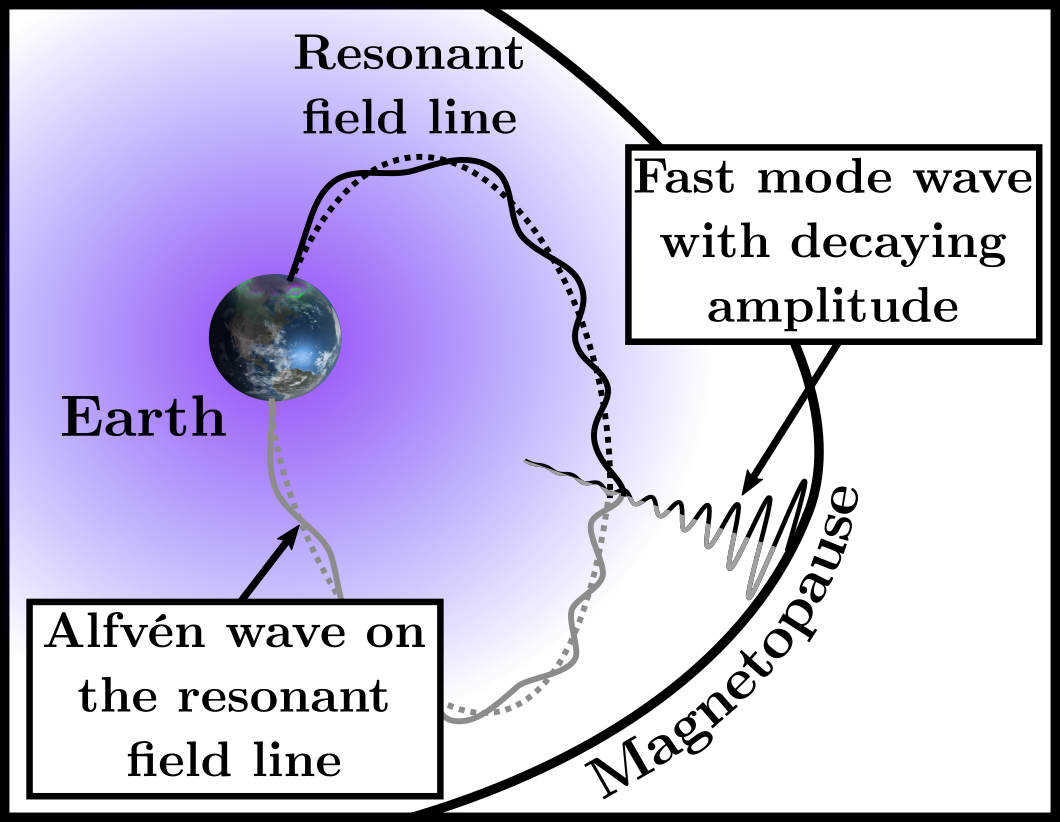 Resonant
field line
Fast mode wave
with decaying
amplitude
Earth
Magnetopause
Alfvén wave on
the resonant
field line